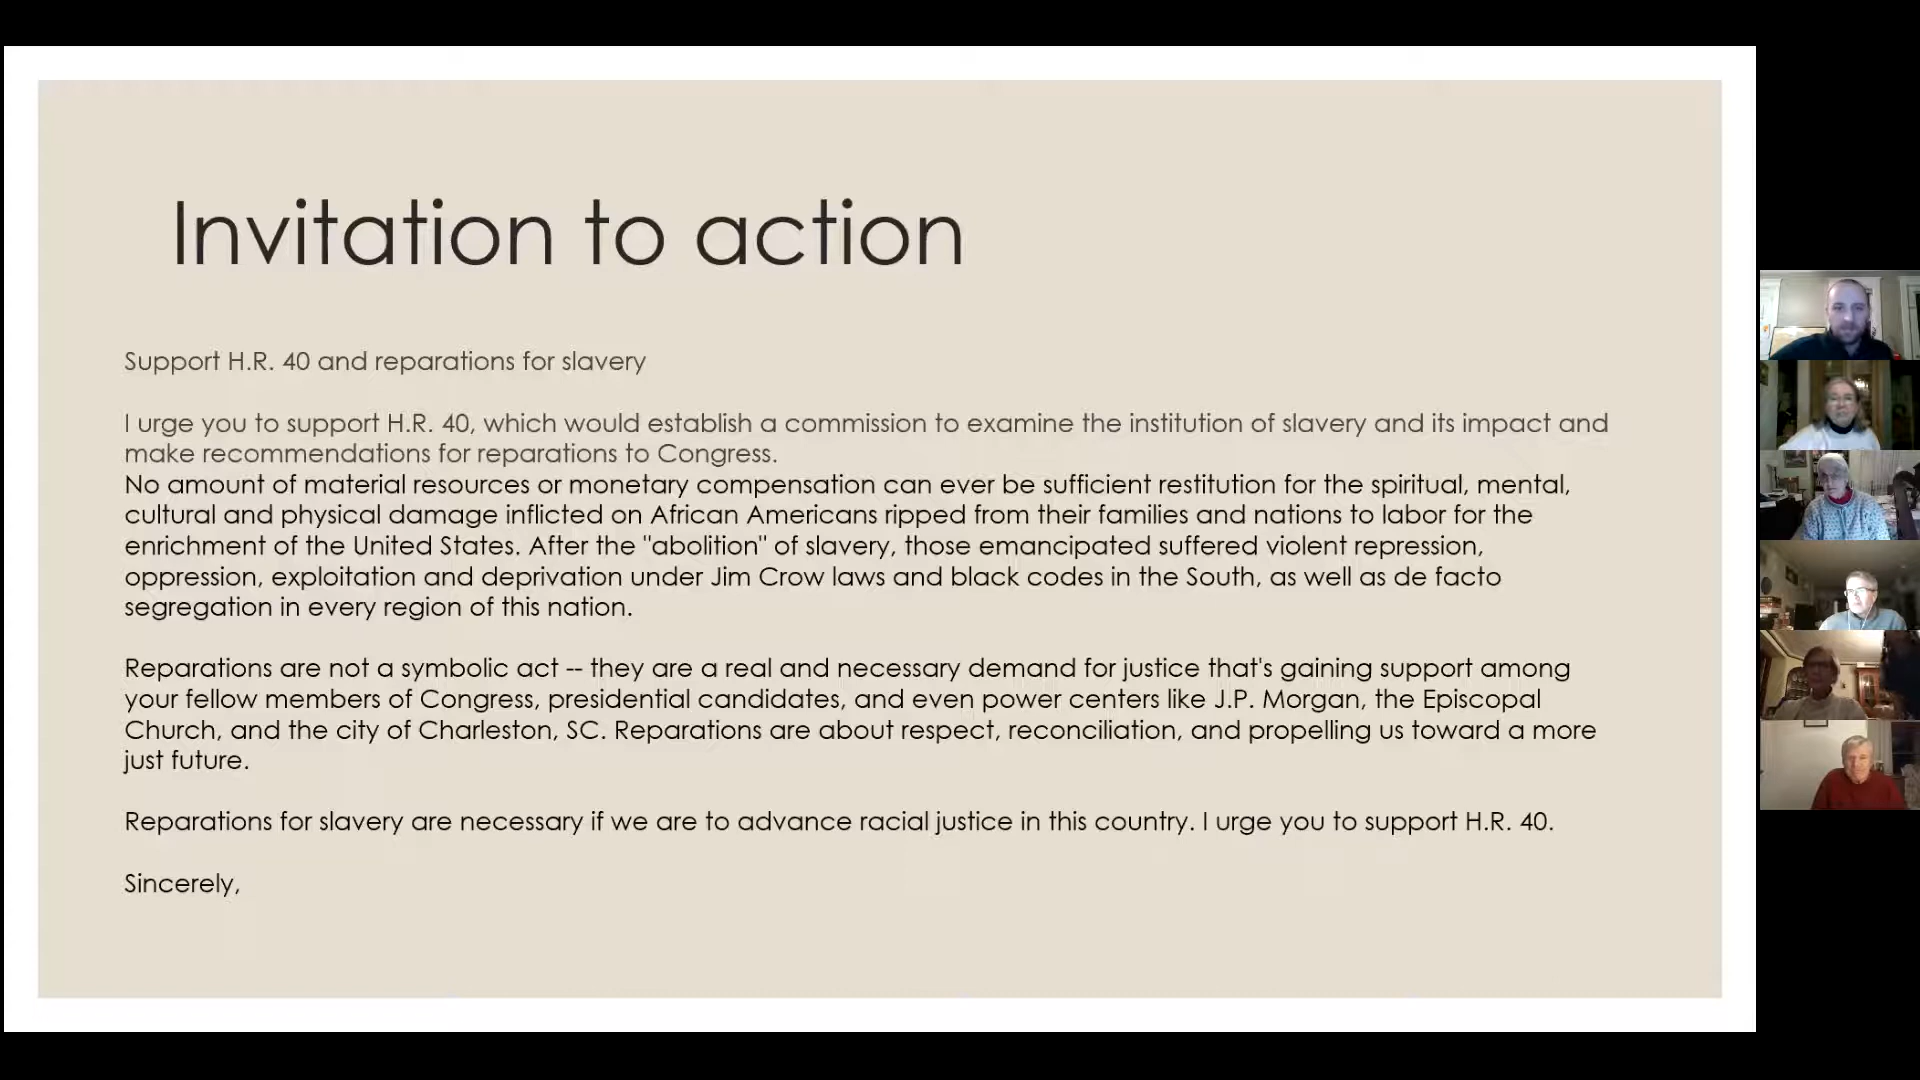 Invitation to action
Support H.R. 40 and reparations for slavery
I urge you to support H.R. 40, which would establish a commission to examine the institution of slavery and its impact and
make recommendations for reparations to Congress.
No amount of material resources or monetary compensation can ever be sufficient restitution for the spiritual, mental,
cultural and physical damage inflicted on African Americans ripped from their families and nations to labor for the
enrichment of the United States. After the "abolition" of slavery, those emancipated suffered violent repression,
oppression, exploitation and deprivation under Jim Crow laws and black codes in the South, as well as de facto
segregation in every region of this nation.
Reparations are not a symbolic act -- they are a real and necessary demand for justice that's gaining support among
your fellow members of Congress, presidential candidates, and even power centers like J.P. Morgan, the Episcopal
Church, and the city of Charleston, SC. Reparations are about respect, reconciliation, and propelling us toward a more
just future.
Reparations for slavery are necessary if we are to advance racial justice in this country. I urge you to support H.R. 40.
Sincerely,